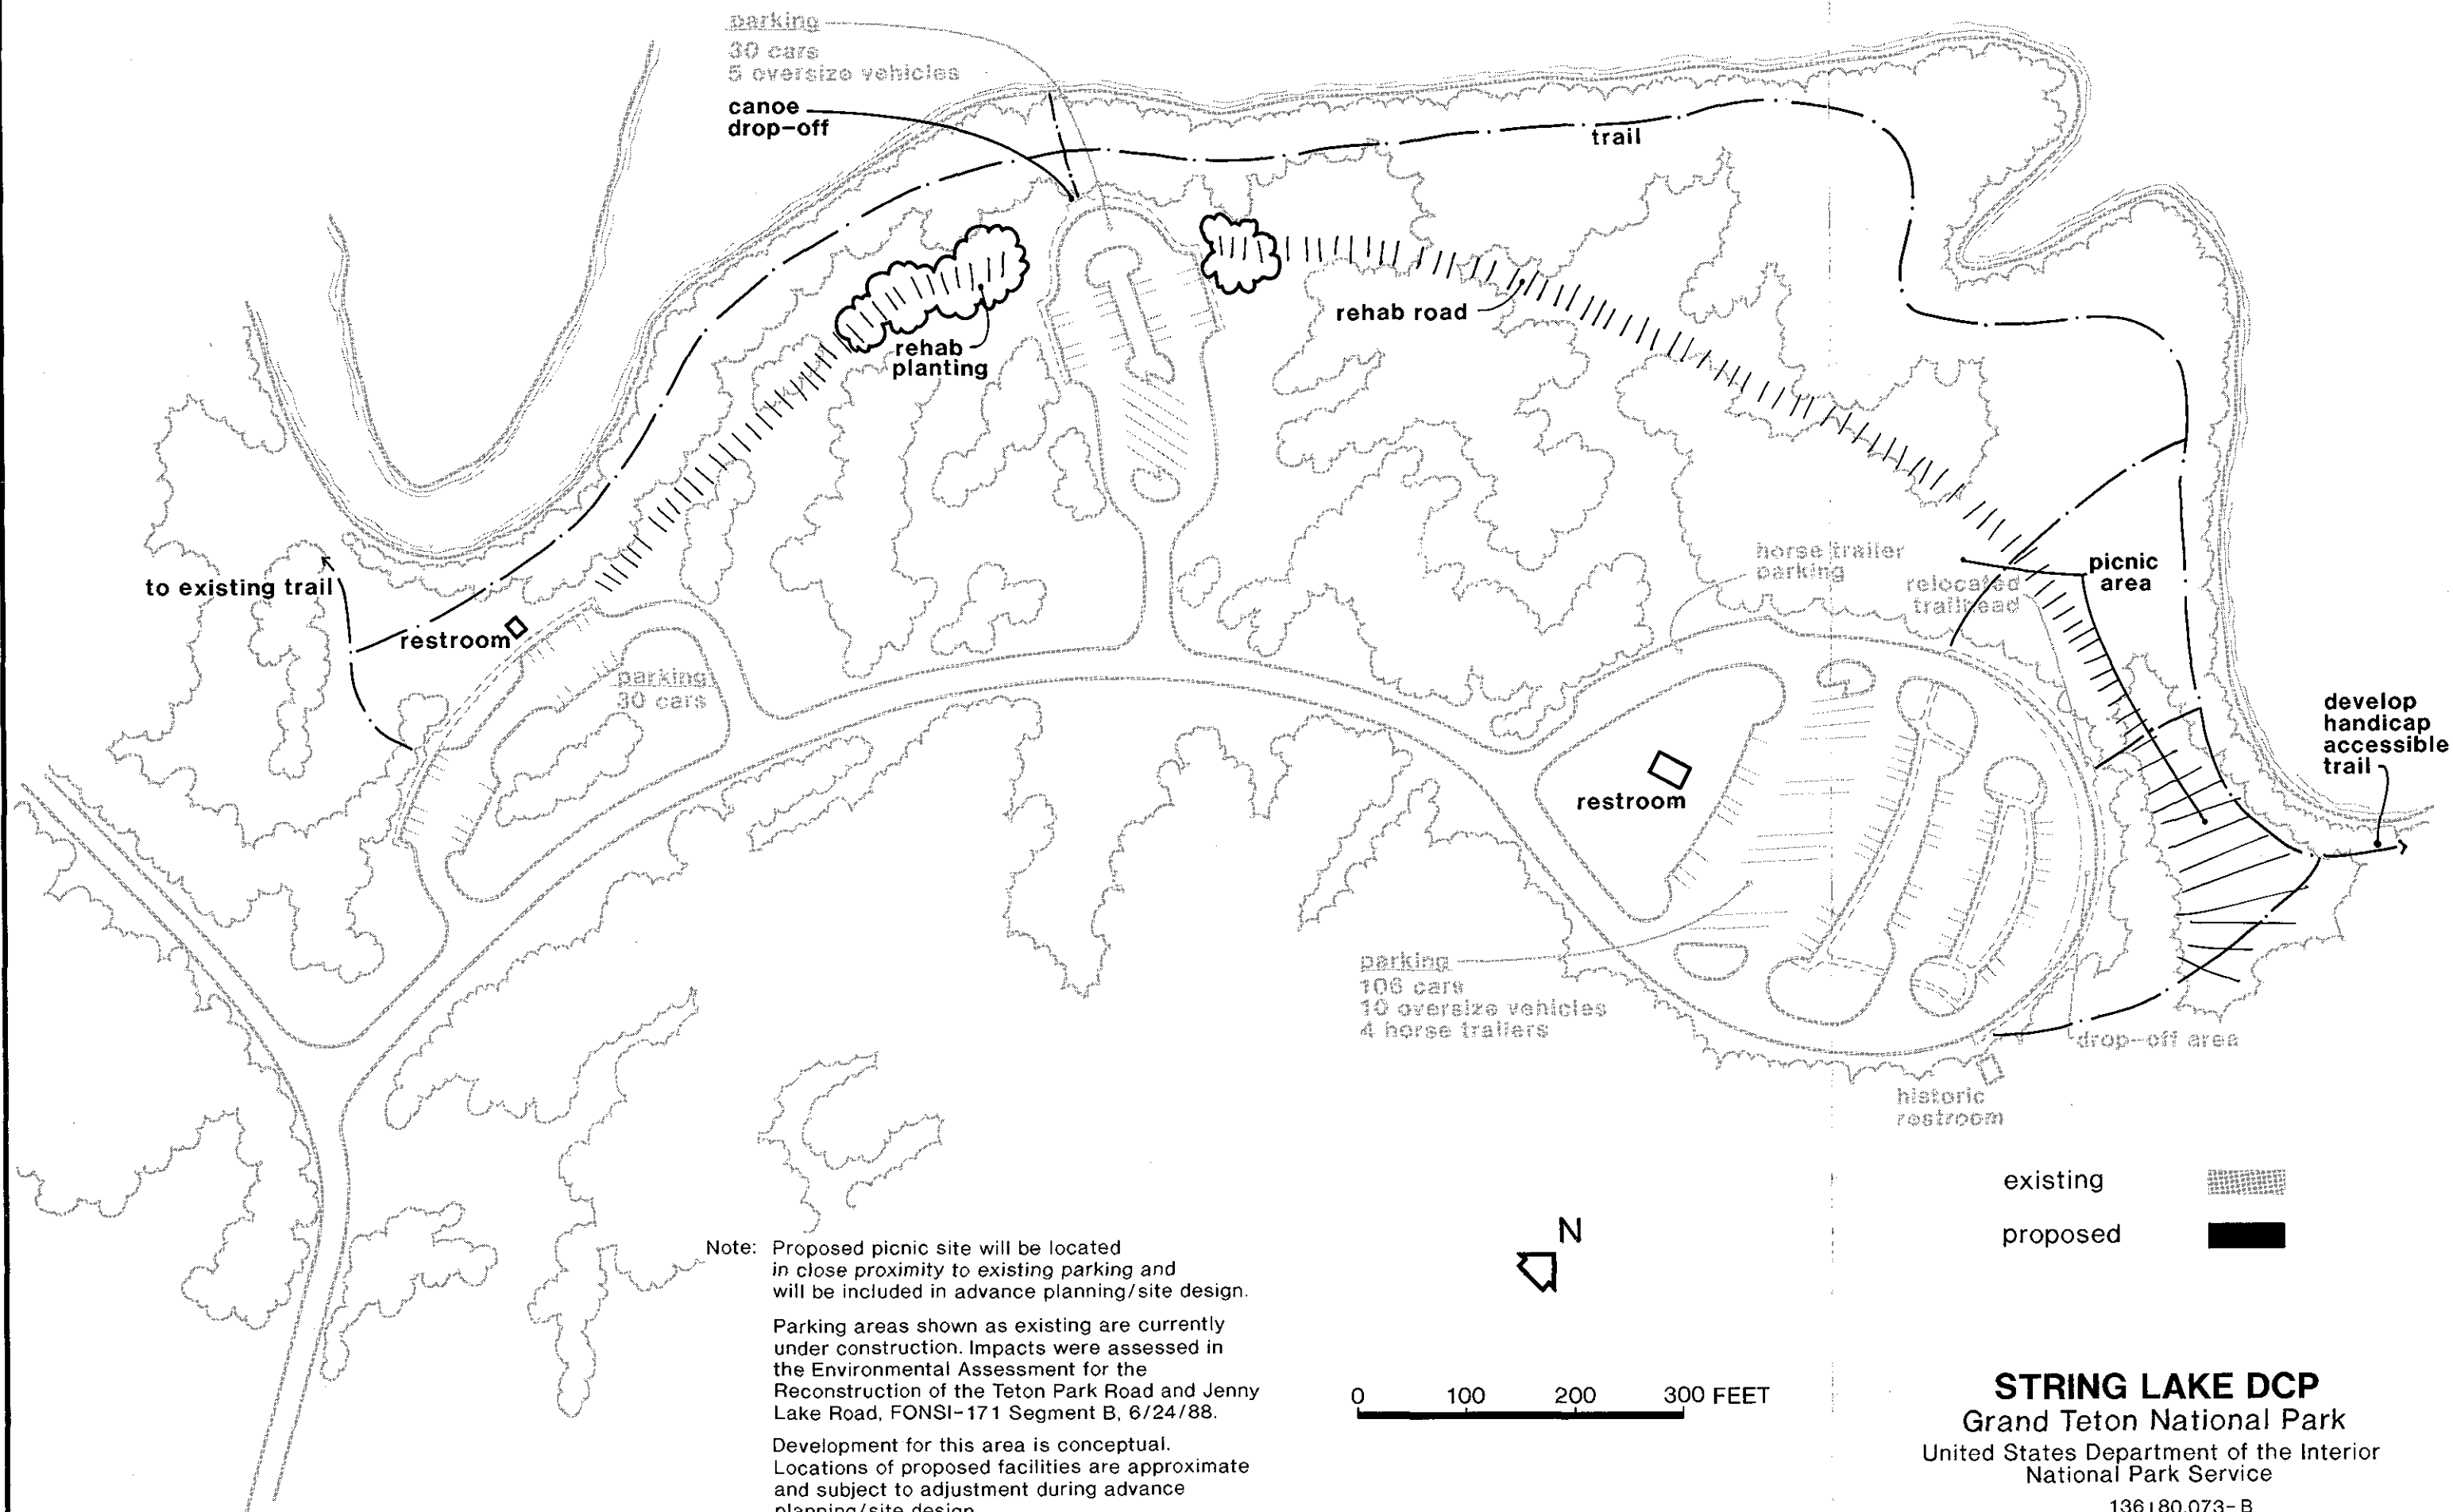 parking
30 cars
5 oversize vehicles
canoe
drop-off
trail
rehab road
rehab
planting
to existing trail
restroom
parking
30 cars
horse trailer
parking
relocated
trailhead
picnic
area
develop
handicap
accessible
trail
restroom
parking
106 cars
10 oversize vehicles
4 horse trailers
drop-off area
historic
restroom
existing
proposed
Note: Proposed picnic site will be located
in close proximity to existing parking and
will be included in advance planning/site design.
Parking areas shown as existing are currently
under construction. Impacts were assessed in
the Environmental Assessment for the
Reconstruction of the Teton Park Road and Jenny
Lake Road, FONSI-171 Segment B, 6/24/88.
Development for this area is conceptual.
Locations of proposed facilities are approximate
and subject to adjustment during advance
planning/site design
N
0 100 200 300 FEET
STRING LAKE DCP
Grand Teton National Park
United States Department of the Interior
National Park Service
136|80,073-B